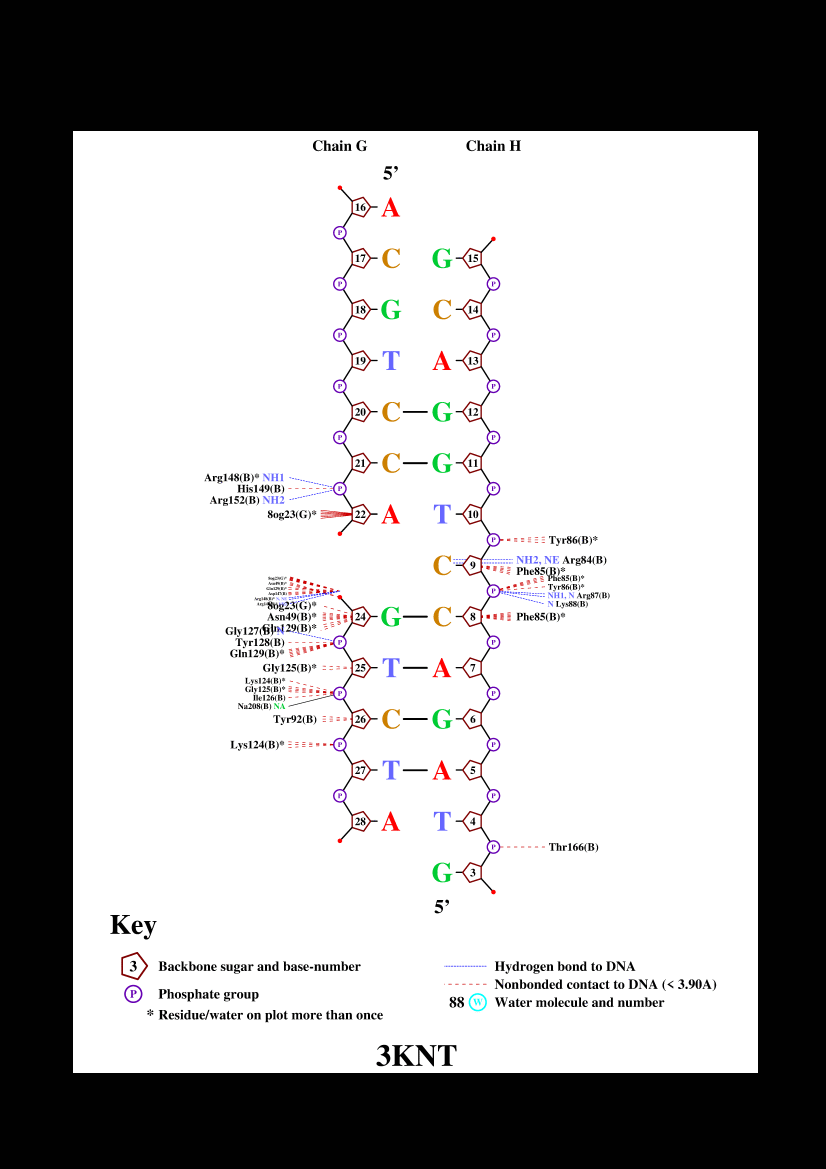 Chain G Chain H
5’
16 A
P
17 C G 15
P P
18 G C 14
P P
19 T A 13
P P
20 C G 12
P P
21 C G 11
Arg148(B)* NH1
His149(B) P P
Arg152(B) NH2
8og23(G)* 22 A T 10
P Tyr86(B)*
C 9 NH2, NE Arg84(B)
Phe85(B)*
Phe85(B)*
Tyr86(B)*
P NH1, N Arg87(B)
N Lys88(B)
8og23(G)*
Asn49(B)* 24 G C 8 Phe85(B)*
Gln129(B)*
Gly127(B)
Tyr128(B) P P
Gln129(B)*
Gly125(B)* 25 T A 7
Lys124(B)*
Gly125(B)* P P
Ile126(B)
Na208(B) NA
Tyr92(B) 26 C G 6
Lys124(B)* P P
27 T A 5
P P
28 A T 4
P Thr166(B)
G 3
5’
Key
3 Backbone sugar and base-number
P Phosphate group
* Residue/water on plot more than once
Hydrogen bond to DNA
Nonbonded contact to DNA (< 3.90A)
88 W Water molecule and number
3KNT